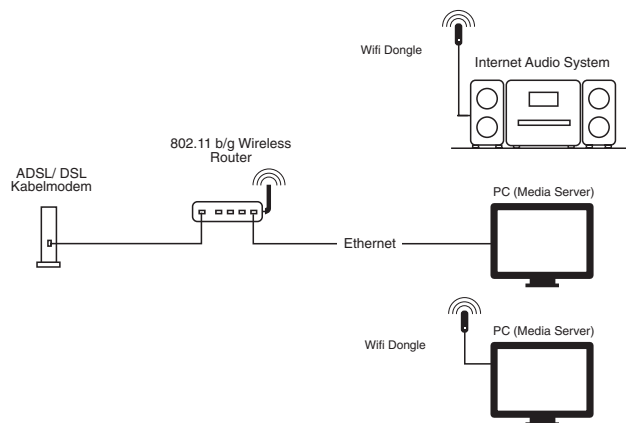 Wifi Dongle
Internet Audio System
802.11 b/g Wireless
Router
ADSL/ DSL
Kabelmodem
PC (Media Server)
Ethernet
PC (Media Server)
Wifi Dongle